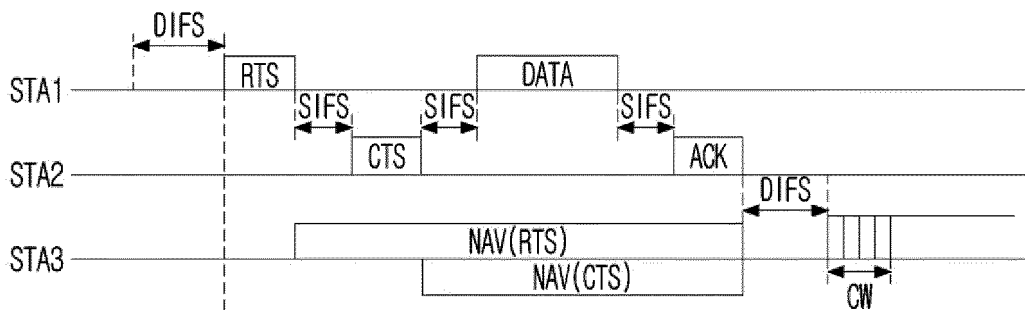 DIFS
STA1
RTS
SIFS
SIFS
DATA
SIFS
STA2
CTS
ACK
DIFS
STA3
NAV(RTS)
NAV(CTS)
CW